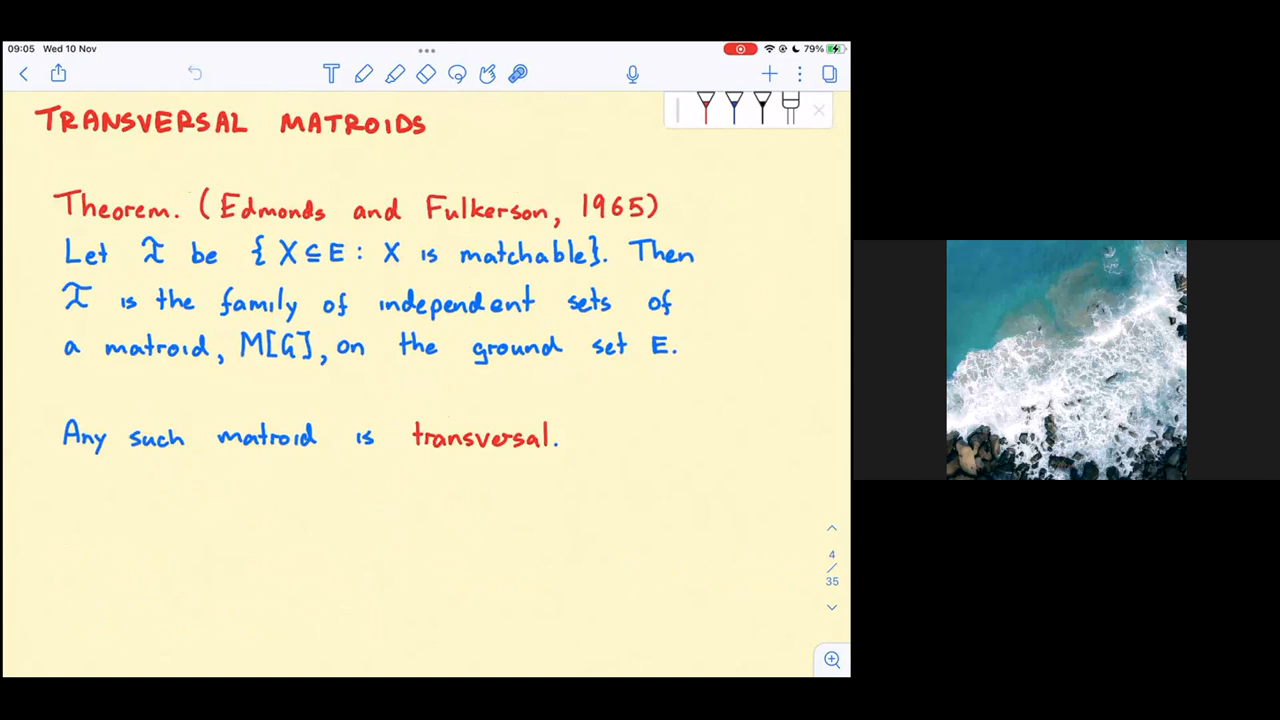 09:05 Wed 10 Nov
79%
TRANSVERSAL MATROIDS
Theorem. (Edmonds and Fulkerson, 1965)
Let ℐ be { X ⊆ E : X is matchable}. Then
ℐ is the family of independent sets of
a matroid, M[G], on the ground set E.
Any such matroid is transversal.
4
/
35